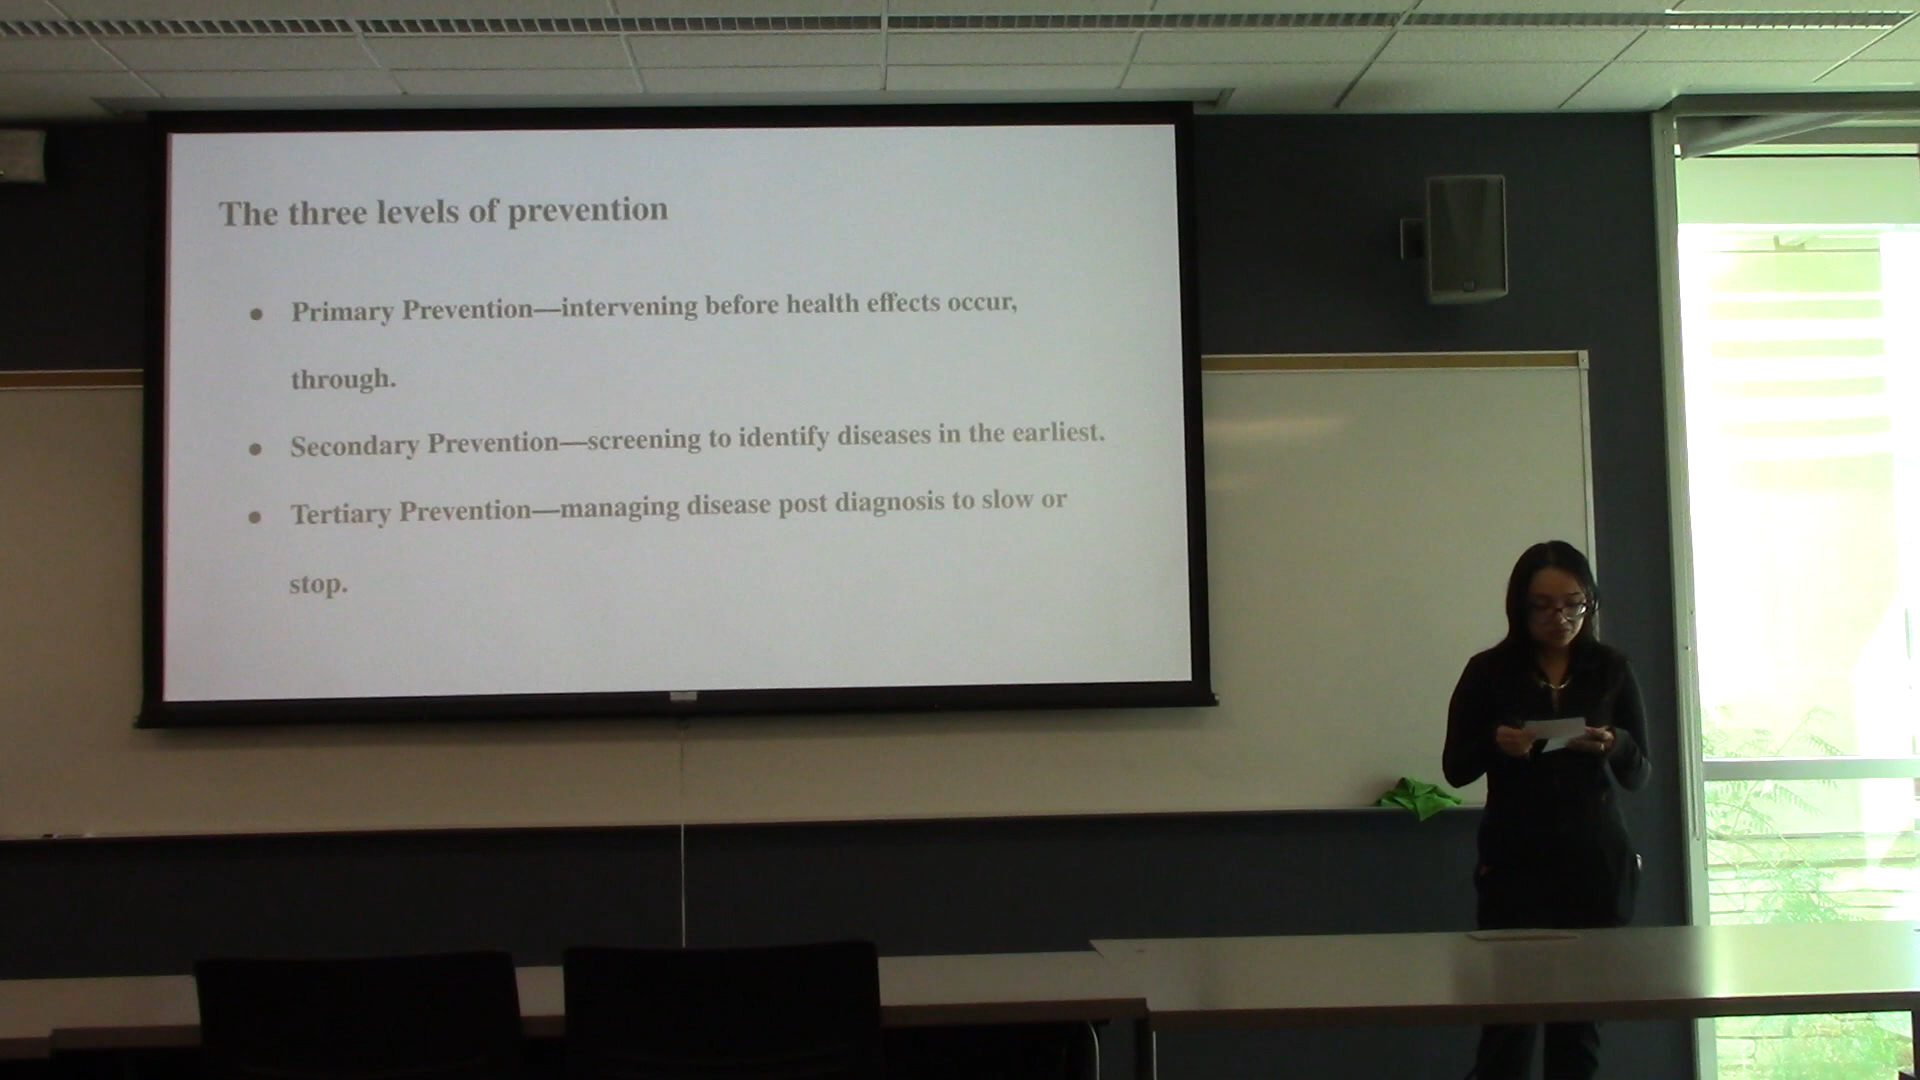 The three levels of prevention
● Primary Prevention—intervening before health effects occur,
through.
● Secondary Prevention—screening to identify diseases in the earliest.
● Tertiary Prevention—managing disease post diagnosis to slow or
stop.